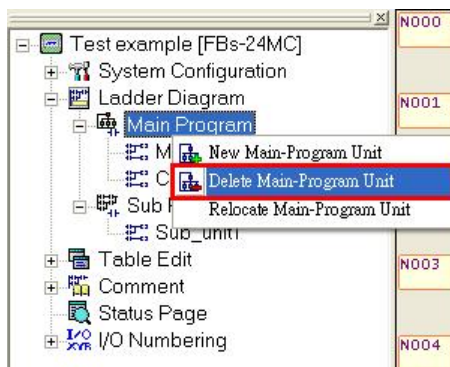 Test example [FBs-24MC]
System Configuration
Ladder Diagram
Main Program
M
C
Sub
Sub_unit1
Table Edit
Comment
Status Page
I/O Numbering
New Main-Program Unit
Delete Main-Program Unit
Relocate Main-Program Unit
N000
N001
N003
N004